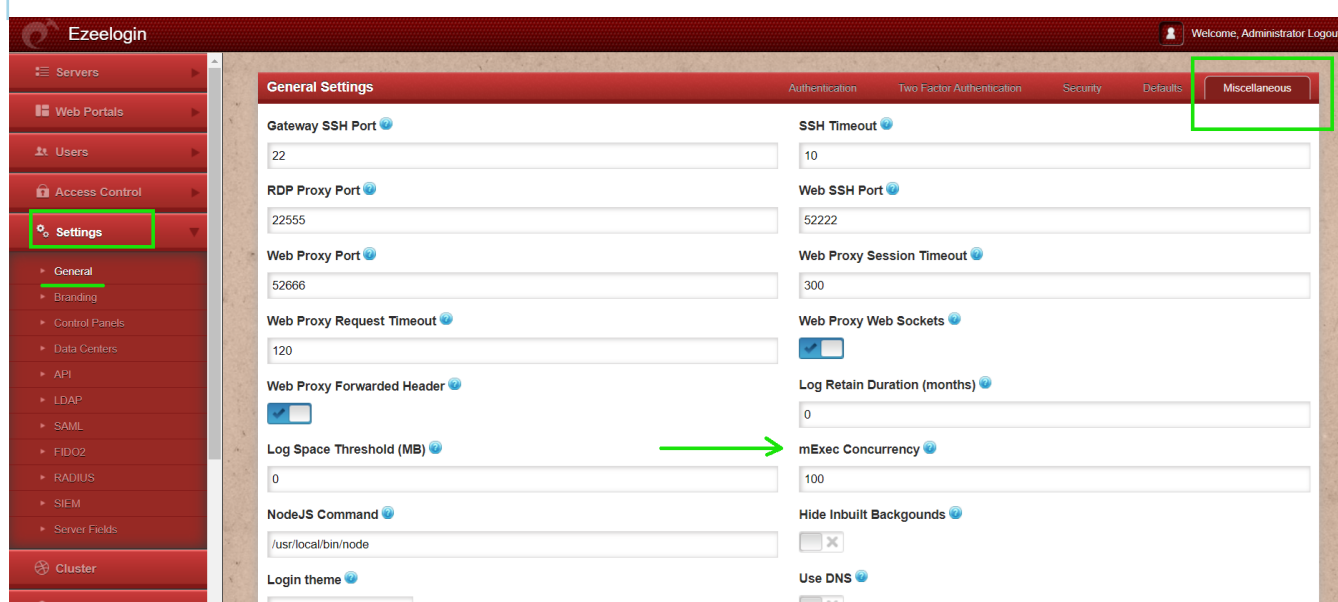 Ezeelogin
Welcome, Administrator Logou
Servers
Web Portals
Users
Access Control
Settings
General
Branding
Control Panels
Data Centers
API
LDAP
SAML
FIDO2
RADIUS
SIEM
Server Fields
Cluster
General Settings
Authentication
Two Factor Authentication
Security
Defaults
Miscellaneous
Gateway SSH Port
22
SSH Timeout
10
RDP Proxy Port
22555
Web SSH Port
52222
Web Proxy Port
52666
Web Proxy Session Timeout
300
Web Proxy Request Timeout
120
Web Proxy Web Sockets
Web Proxy Forwarded Header
Log Retain Duration (months)
0
Log Space Threshold (MB)
0
mExec Concurrency
100
NodeJS Command
/usr/local/bin/node
Hide Inbuilt Backgounds
Login theme
Use DNS